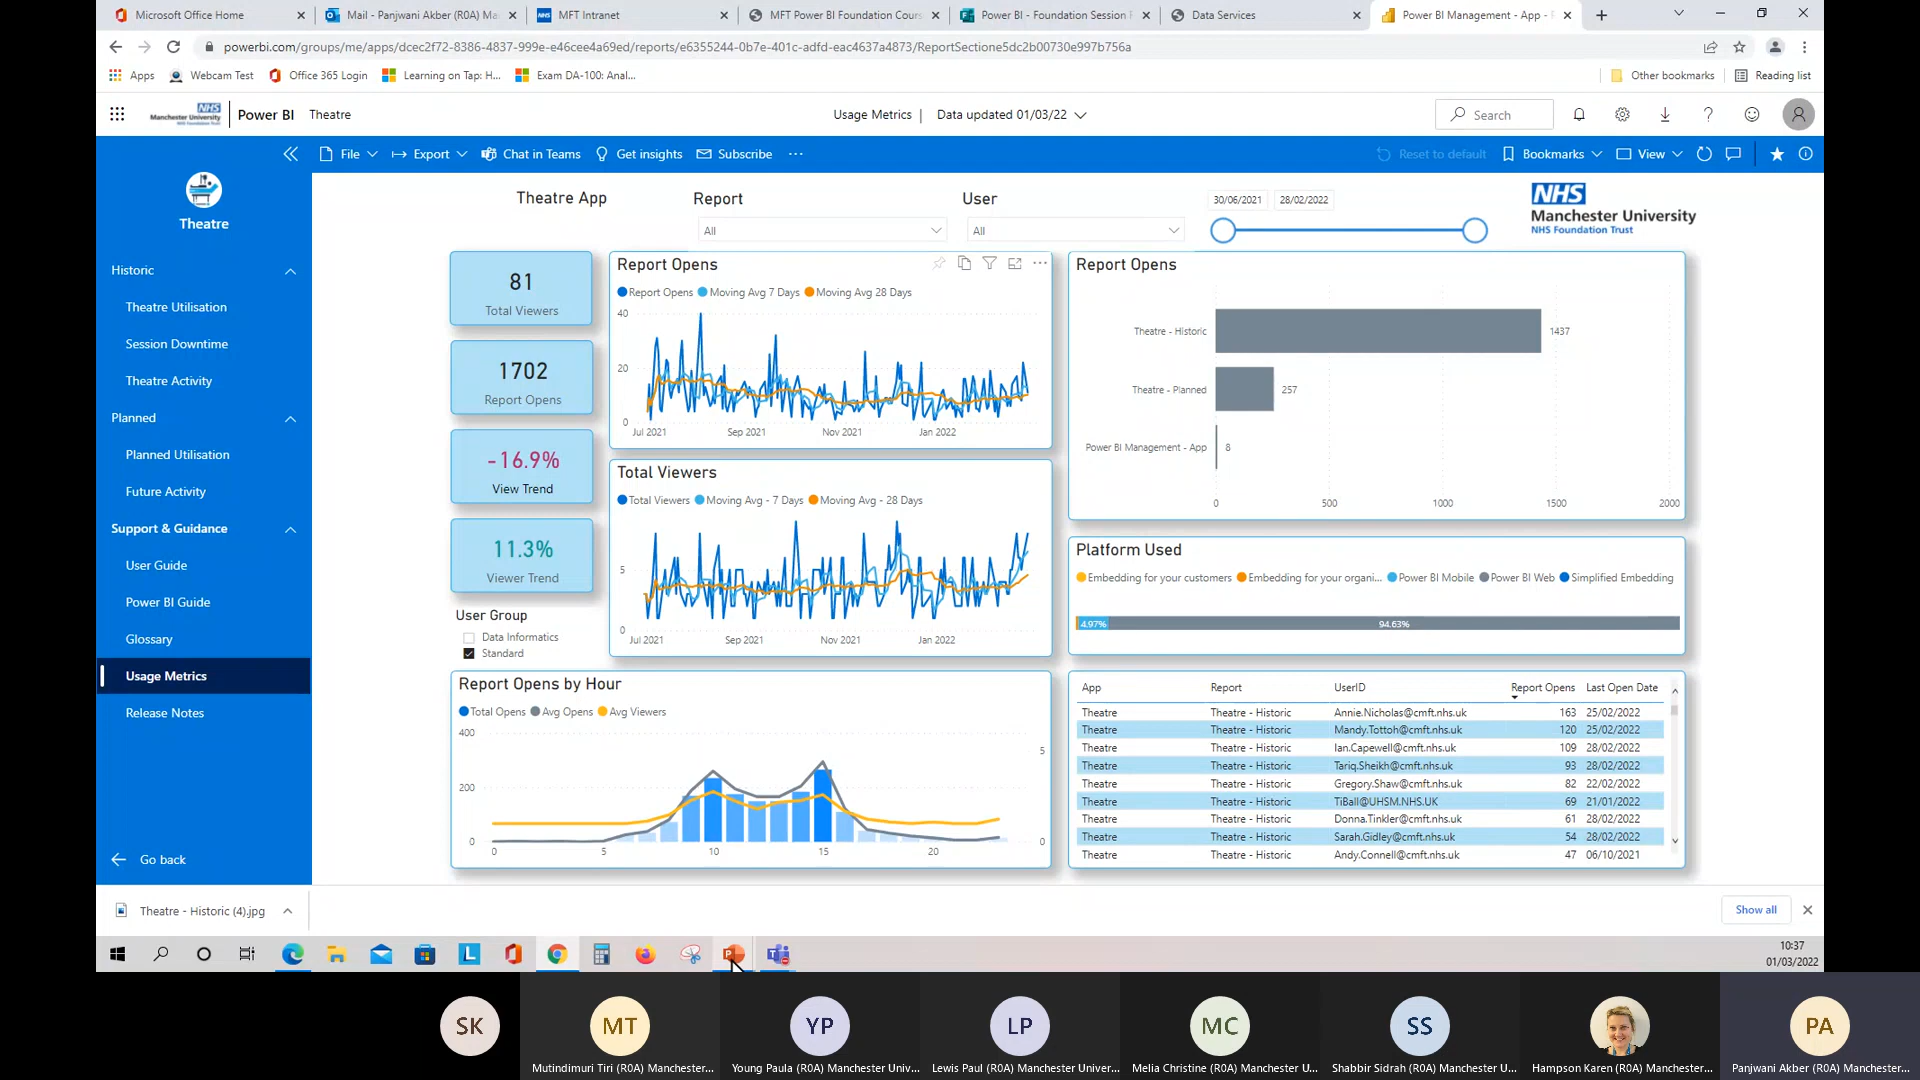 Microsoft Office Home
Mail - Panjwani Akber (R0A) Ma
MFT Intranet
MFT Power BI Foundation Cour
Power BI - Foundation Session F
Data Services
Power BI Management - App -
powerbi.com/groups/me/apps/dcec2f72-8386-4837-999e-e46cee4a69ed/reports/e6355244-0b7e-401c-adfd-eac4637a4873/ReportSectione5dc2b00730e997b756a
Apps
Webcam Test
Office 365 Login
Learning on Tap: H...
Exam DA-100: Anal...
Other bookmarks
Reading list
NHS
Manchester University
NHS Foundation Trust
Power BI
Theatre
Usage Metrics
Data updated 01/03/22
Search
File
Export
Chat in Teams
Get insights
Subscribe
Reset to default
Bookmarks
View
Theatre
Historic
Theatre Utilisation
Session Downtime
Theatre Activity
Planned
Planned Utilisation
Future Activity
Support & Guidance
User Guide
Power BI Guide
Glossary
Usage Metrics
Release Notes
Go back
Theatre App
Report
All
User
All
30/06/2021
28/02/2022
NHS
Manchester University
NHS Foundation Trust
81
Total Viewers
1702
Report Opens
-16.9%
View Trend
11.3%
Viewer Trend
User Group
Data Informatics
Standard
Report Opens
Report Opens Moving Avg 7 Days Moving Avg 28 Days
40
20
0
Jul 2021 Sep 2021 Nov 2021 Jan 2022
Total Viewers
Total Viewers Moving Avg - 7 Days Moving Avg - 28 Days
5
0
Jul 2021 Sep 2021 Nov 2021 Jan 2022
Report Opens
Theatre - Historic 1437
Theatre - Planned 257
Power BI Management - App 8
0 500 1000 1500 2000
Platform Used
Embedding for your customers Embedding for your organi... Power BI Mobile Power BI Web Simplified Embedding
4.97% 94.63%
Report Opens by Hour
Total Opens Avg Opens Avg Viewers
400
200
0
5
0
0 5 10 15 20
App Report UserID Report Opens Last Open Date
Theatre Theatre - Historic Annie.Nicholas@cmft.nhs.uk 163 25/02/2022
Theatre Theatre - Historic Mandy.Tottoh@cmft.nhs.uk 120 25/02/2022
Theatre Theatre - Historic Ian.Capewell@cmft.nhs.uk 109 28/02/2022
Theatre Theatre - Historic Tariq.Sheikh@cmft.nhs.uk 93 28/02/2022
Theatre Theatre - Historic Gregory.Shaw@cmft.nhs.uk 82 22/02/2022
Theatre Theatre - Historic TiBall@UHSM.NHS.UK 69 21/01/2022
Theatre Theatre - Historic Donna.Tinkler@cmft.nhs.uk 61 28/02/2022
Theatre Theatre - Historic Sarah.Gidley@cmft.nhs.uk 54 28/02/2022
Theatre Theatre - Historic Andy.Connell@cmft.nhs.uk 47 06/10/2021
Theatre - Historic (4).jpg
Show all
10:37
01/03/2022
SK
MT
YP
LP
MC
SS
PA
Mutindimuri Tiri (R0A) Manchester...
Young Paula (R0A) Manchester Univ...
Lewis Paul (R0A) Manchester Univer...
Melia Christine (R0A) Manchester U...
Shabbir Sidrah (R0A) Manchester U...
Hampson Karen (R0A) Manchester...
Panjwani Akber (R0A) Manchester...